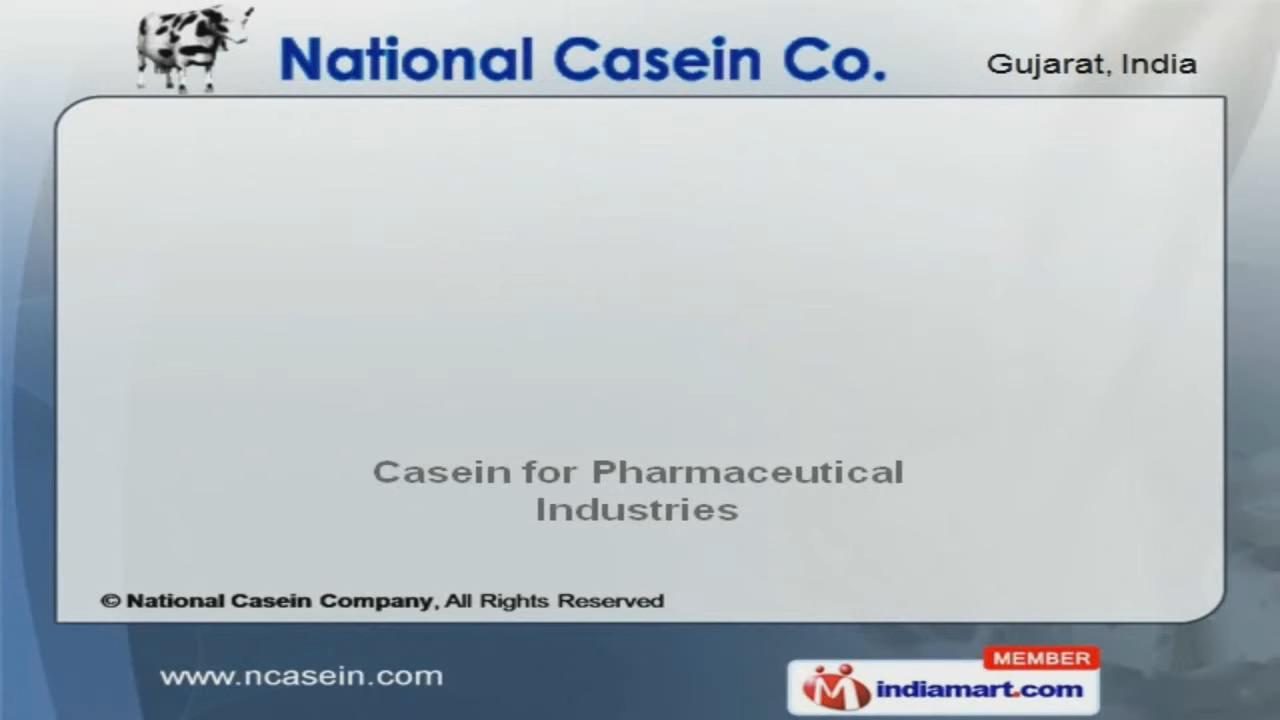 National Casein Co.
Gujarat, India
Casein for Pharmaceutical
Industries
© National Casein Company, All Rights Reserved
www.ncasein.com
MEMBER
indiamart.com